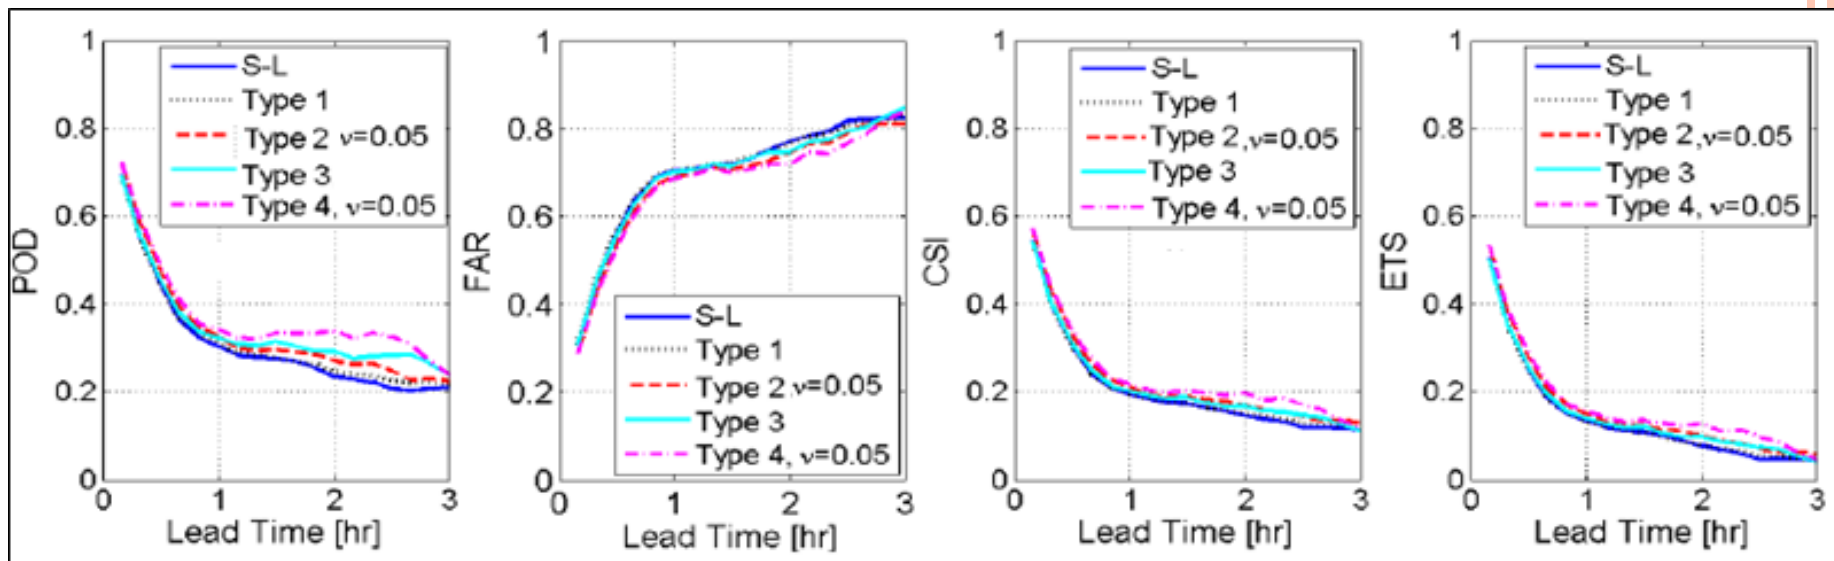 POD
1
0.8
0.6
0.4
0.2
0
S-L
Type 1
Type 2 ν=0.05
Type 3
Type 4, ν=0.05
0 1 2 3
Lead Time [hr]
FAR
1
0.8
0.6
0.4
0.2
0
S-L
Type 1
Type 2 ν=0.05
Type 3
Type 4, ν=0.05
0 1 2 3
Lead Time [hr]
CSI
1
0.8
0.6
0.4
0.2
0
S-L
Type 1
Type 2,ν=0.05
Type 3
Type 4, ν=0.05
0 1 2 3
Lead Time [hr]
ETS
1
0.8
0.6
0.4
0.2
0
S-L
Type 1
Type 2,ν=0.05
Type 3
Type 4, ν=0.05
0 1 2 3
Lead Time [hr]